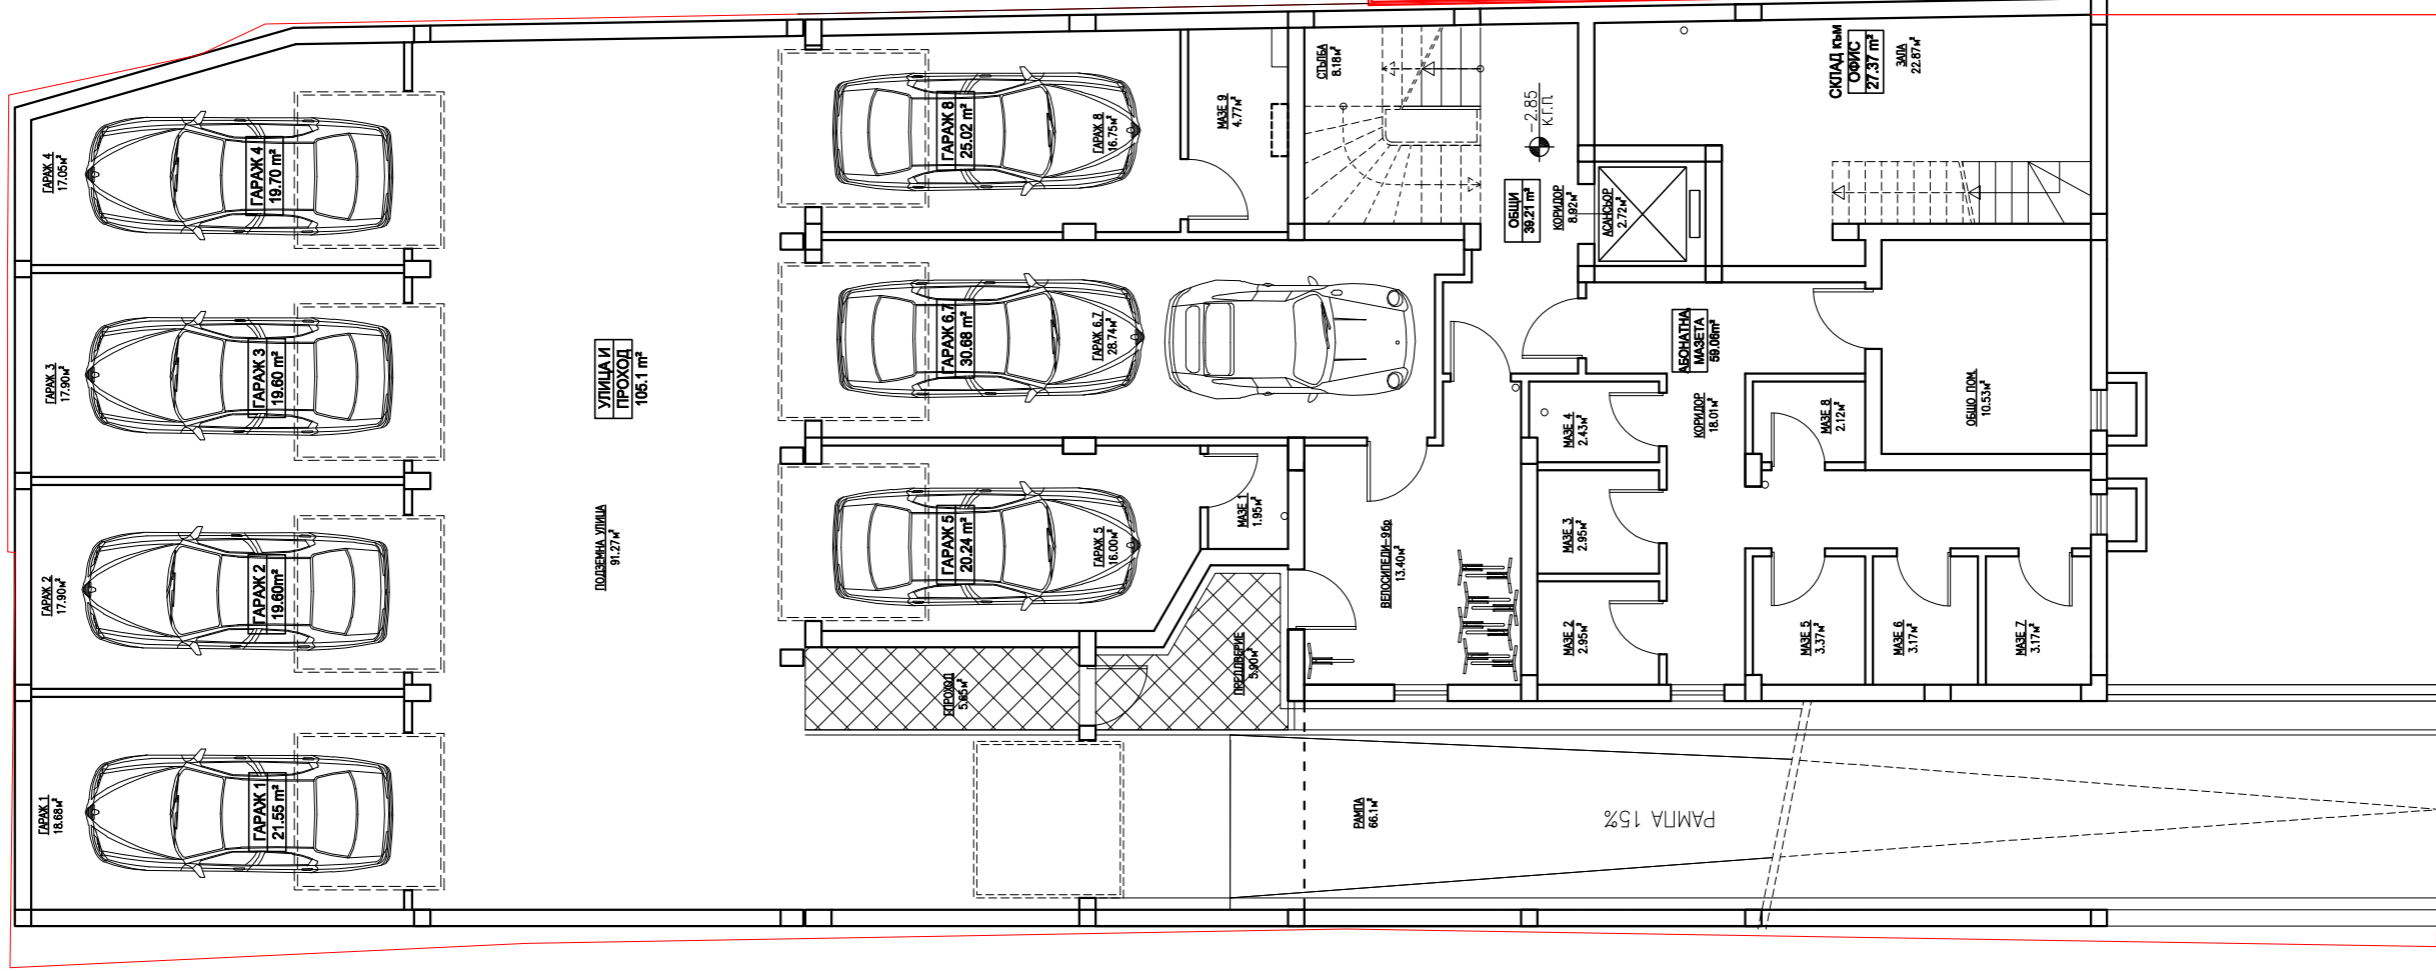 ГАРАЖ 4
17.05м²
ГАРАЖ 4
19.70 m²
ГАРАЖ 3
17.90м²
ГАРАЖ 3
19.60 m²
ГАРАЖ 2
17.90м²
ГАРАЖ 2
19.60m²
ГАРАЖ 1
18.68м²
ГАРАЖ 1
21.55 m²
УЛИЦА И
ПРОХОД
105.1 m²
ПОДЗЕМНА УЛИЦА
91.27м²
ГАРАЖ 8
25.02 m²
ГАРАЖ 8
16.75м²
МАЗЕ 9
4.77м²
ГАРАЖ 6,7
30.68 m²
ГАРАЖ 6,7
28.74м²
ГАРАЖ 5
20.24 m²
ГАРАЖ 5
16.00м²
МАЗЕ 1
1.95м²
ПРОХОД
5.65м²
ПРЕДДВЕРИЕ
5.90м²
СТЪЛБА
8.18м²
-2.85
К.Г.П.
ОБЩИ
39.21 m²
КОРИДОР
8.92м²
АСАНСЬОР
2.72м²
СКЛАД към
ОФИС
27.37 m²
ЗАЛА
22.87м²
АБОНАТНА
МАЗЕТА
59.06m²
КОРИДОР
18.01м²
ОБЩО ПОМ.
10.53м²
МАЗЕ 8
2.12м²
МАЗЕ 4
2.43м²
МАЗЕ 3
2.95м²
МАЗЕ 2
2.95м²
МАЗЕ 5
3.37м²
МАЗЕ 6
3.17м²
МАЗЕ 7
3.17м²
ВЕЛОСИПЕДИ-9бр
13.40м²
РАМПА
66.1м²
РАМПА 15%